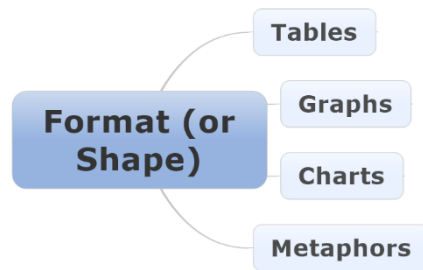 Format (or
Shape)
Tables
Graphs
Charts
Metaphors